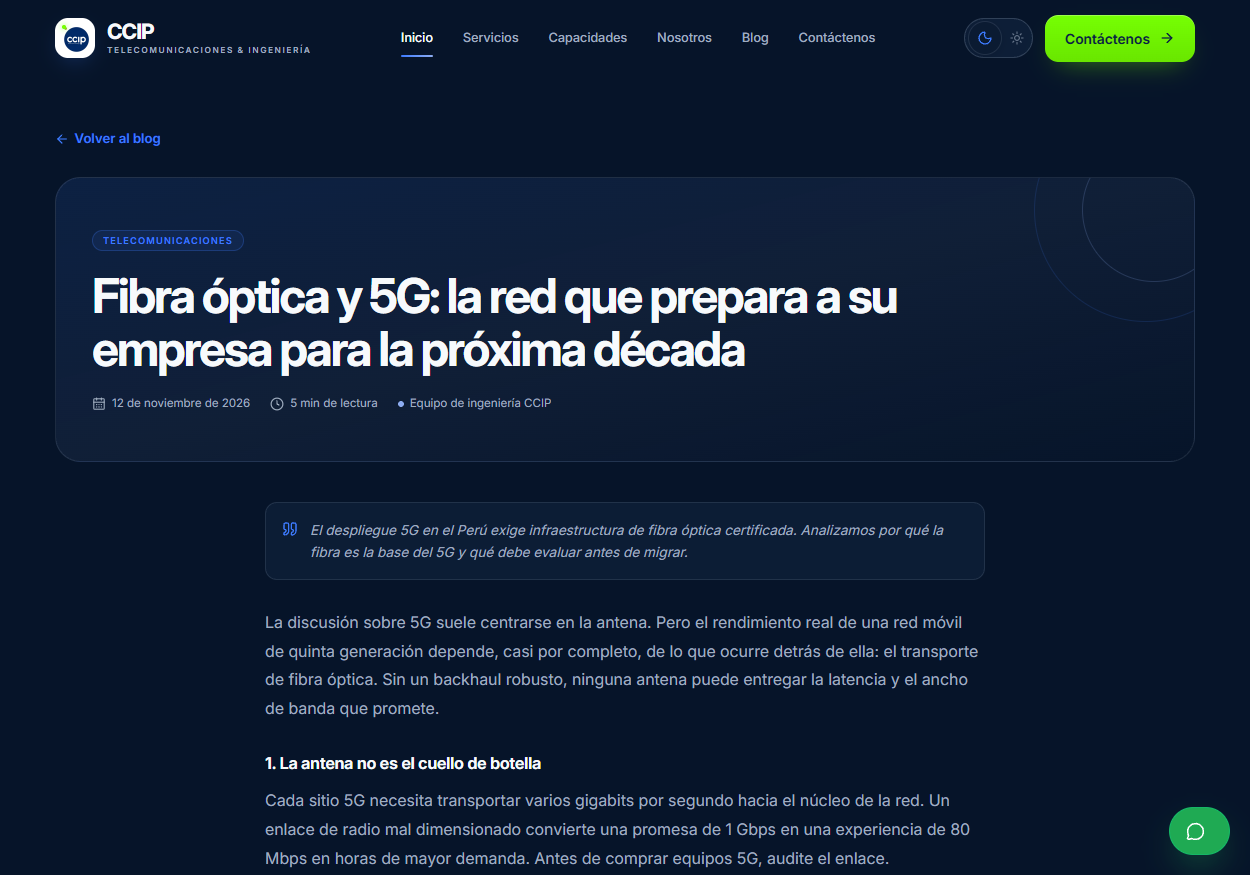 CCIP
TELECOMUNICACIONES & INGENIERÍA
ccip
Inicio
Servicios
Capacidades
Nosotros
Blog
Contáctenos
Contáctenos
Volver al blog
TELECOMUNICACIONES
Fibra óptica y 5G: la red que prepara a su
empresa para la próxima década
12 de noviembre de 2026
5 min de lectura
Equipo de ingeniería CCIP
El despliegue 5G en el Perú exige infraestructura de fibra óptica certificada. Analizamos por qué la
fibra es la base del 5G y qué debe evaluar antes de migrar.
La discusión sobre 5G suele centrarse en la antena. Pero el rendimiento real de una red móvil
de quinta generación depende, casi por completo, de lo que ocurre detrás de ella: el transporte
de fibra óptica. Sin un backhaul robusto, ninguna antena puede entregar la latencia y el ancho
de banda que promete.
1. La antena no es el cuello de botella
Cada sitio 5G necesita transportar varios gigabits por segundo hacia el núcleo de la red. Un
enlace de radio mal dimensionado convierte una promesa de 1 Gbps en una experiencia de 80
Mbps en horas de mayor demanda. Antes de comprar equipos 5G, audite el enlace.